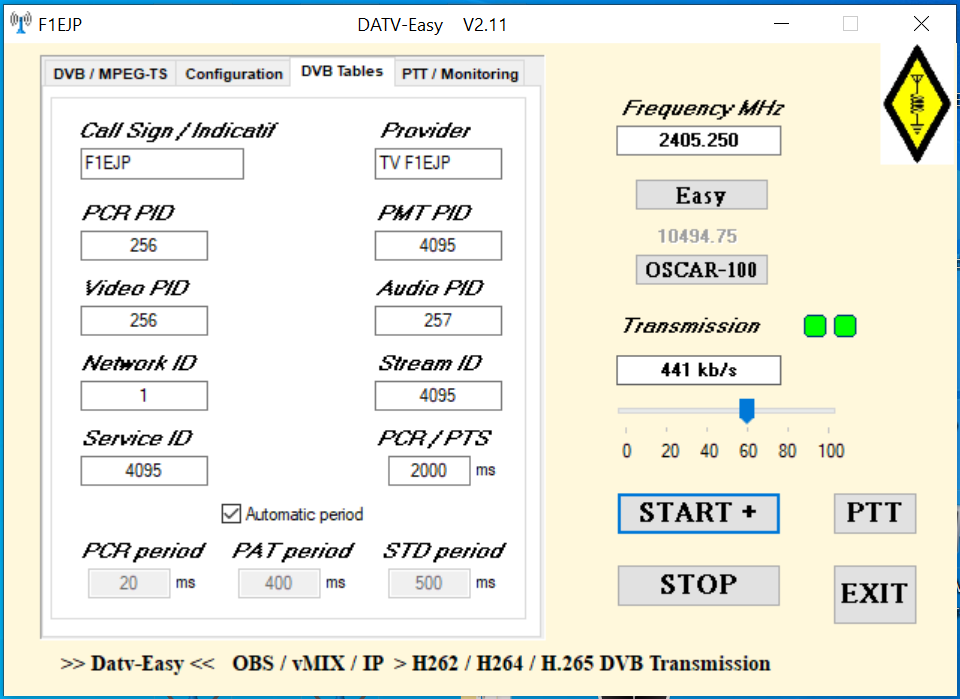 F1EJP DATV-Easy V2.11
DVB / MPEG-TS Configuration DVB Tables PTT / Monitoring
Call Sign / Indicatif Provider
F1EJP TV F1EJP
PCR PID PMT PID
256 4095
Video PID Audio PID
256 257
Network ID Stream ID
1 4095
Service ID PCR / PTS
4095 2000 ms
Automatic period
PCR period PAT period STD period
20 ms 400 ms 500 ms
Frequency MHz
2405.250
Easy
10494.75
OSCAR-100
Transmission
441 kb/s
0 20 40 60 80 100
START + PTT
STOP EXIT
>> Datv-Easy << OBS / vMIX / IP > H262 / H264 / H.265 DVB Transmission